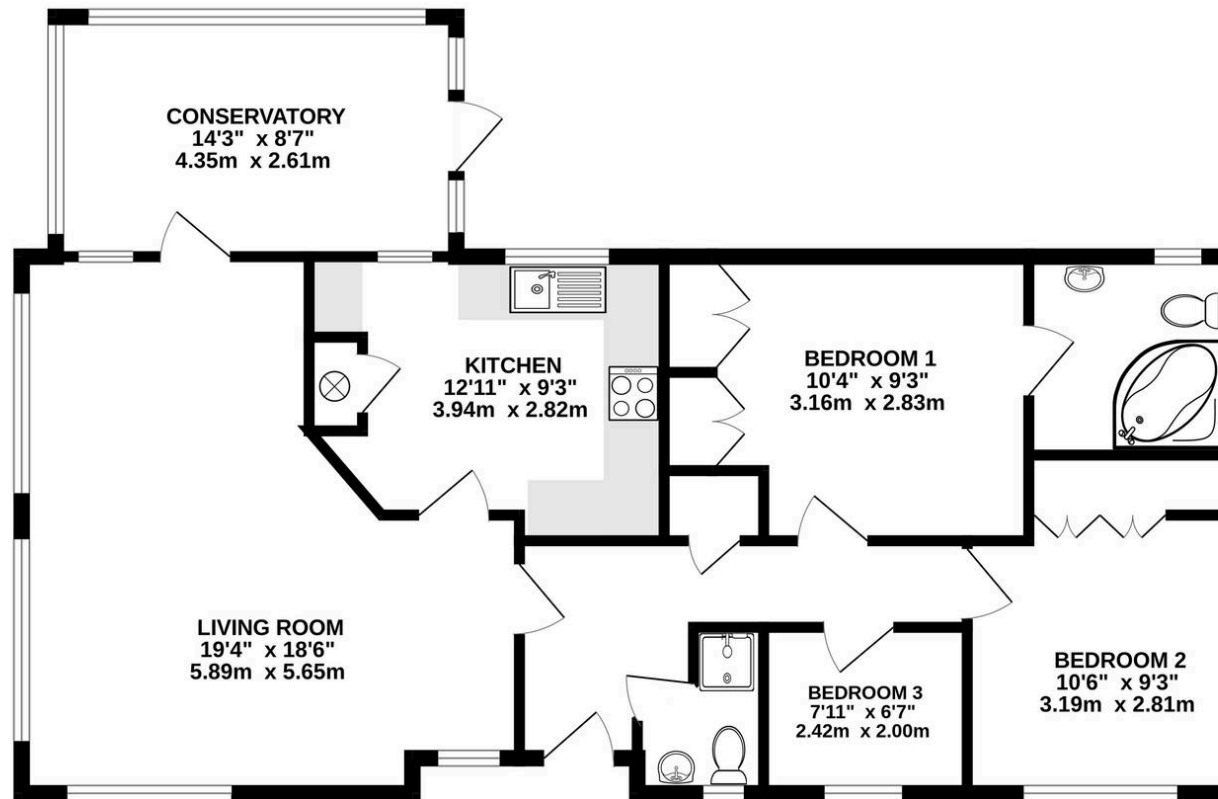 CONSERVATORY
14'3" x 8'7"
4.35m x 2.61m
KITCHEN
12'11" x 9'3"
3.94m x 2.82m
BEDROOM 1
10'4" x 9'3"
3.16m x 2.83m
LIVING ROOM
19'4" x 18'6"
5.89m x 5.65m
BEDROOM 3
7'11" x 6'7"
2.42m x 2.00m
BEDROOM 2
10'6" x 9'3"
3.19m x 2.81m